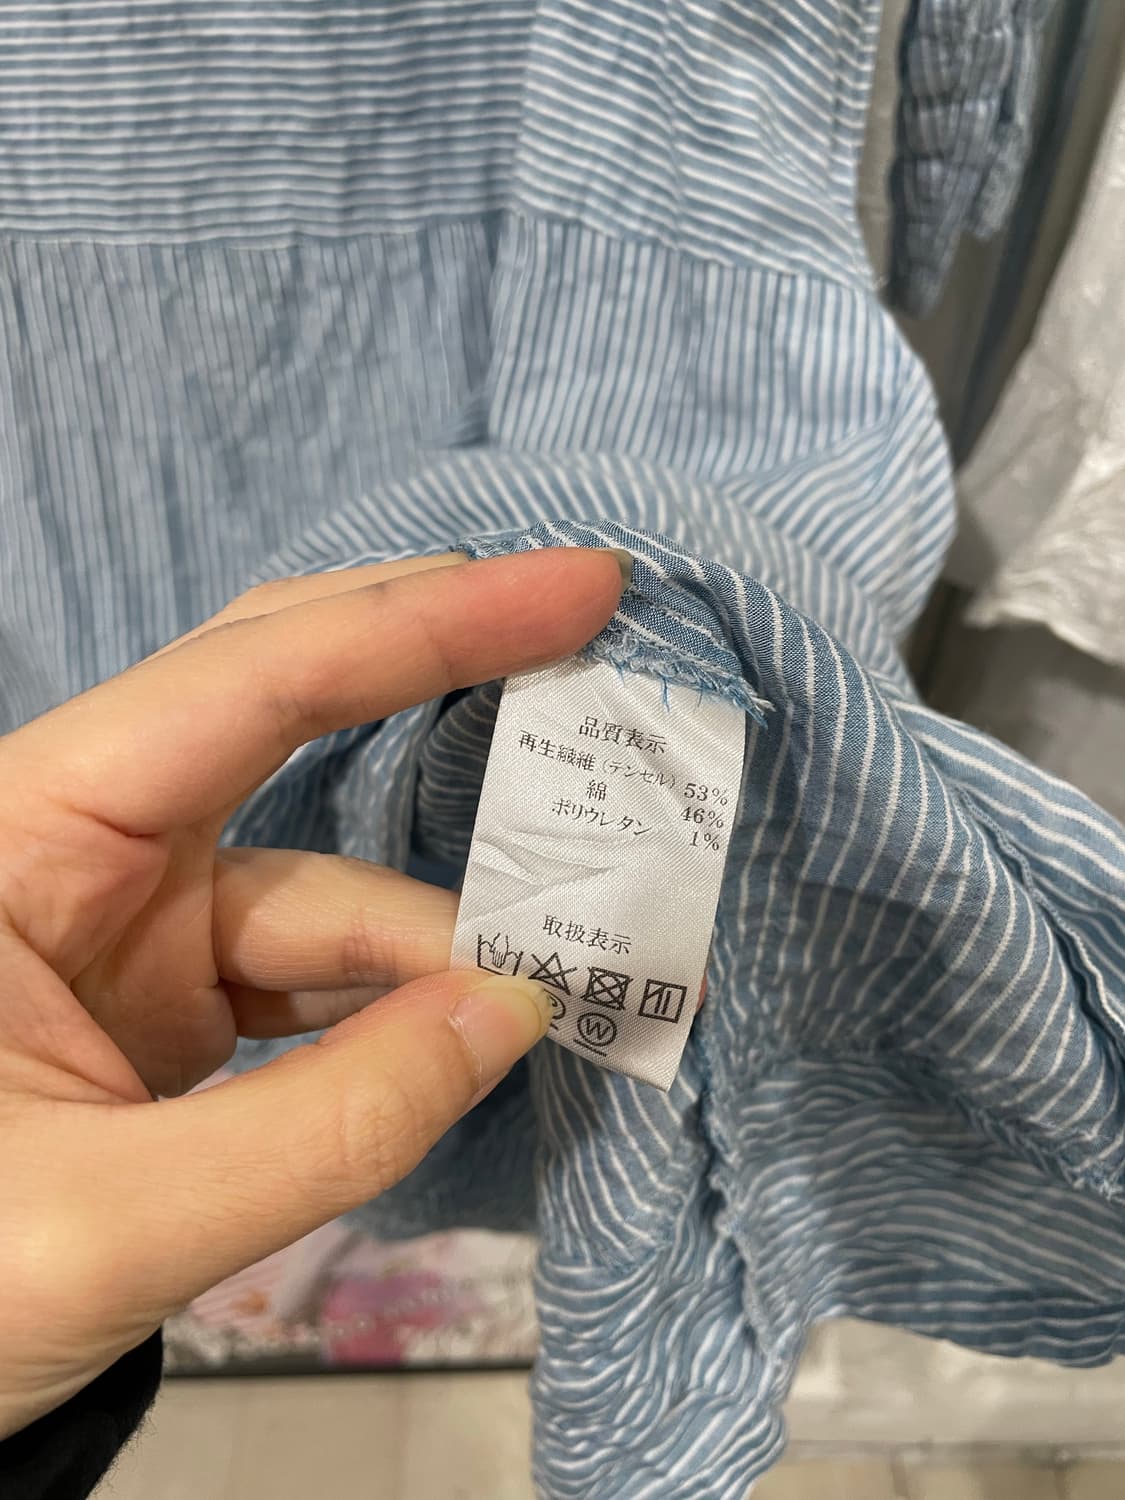 品質表示
再生繊維（テンセル）53%
綿 46%
ポリウレタン 1%
取扱表示
W